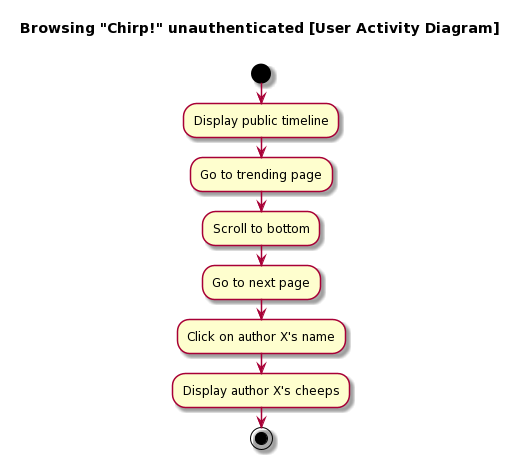 Browsing "Chirp!" unauthenticated [User Activity Diagram]
Display public timeline
Go to trending page
Scroll to bottom
Go to next page
Click on author X's name
Display author X's cheeps